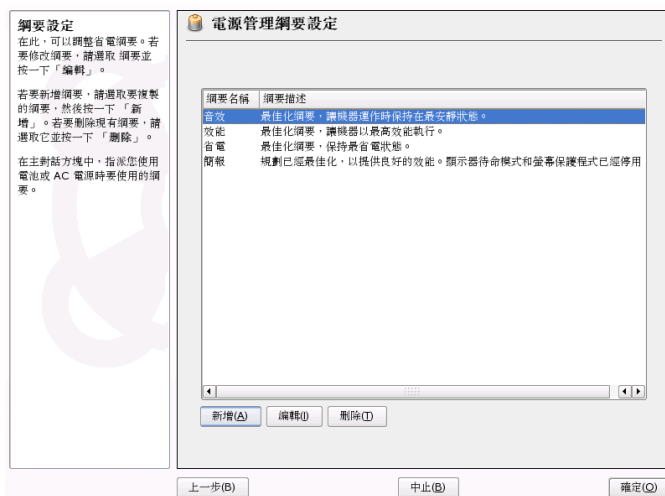 綱要設定
在此，可以調整省電綱要。若
要修改綱要，請選取 綱要並
按一下「編輯」。
若要新增綱要，請選取要複製
的綱要，然後按一下 「新
增」。若要刪除現有綱要，請
選取它並按一下 「刪除」。
在主對話方塊中，指派您使用
電池或 AC 電源時要使用的綱
要。
電源管理綱要設定
綱要名稱 綱要描述
音效 最佳化綱要，讓機器運作時保持在最安靜狀態。
效能 最佳化綱要，讓機器以最高效能執行。
省電 最佳化綱要，保持最省電狀態。
簡報 規劃已經最佳化，以提供良好的效能。顯示器待命模式和螢幕保護程式已經停用
新增(A) 編輯(I) 刪除(T)
上一步(B) 中止(B) 確定(O)